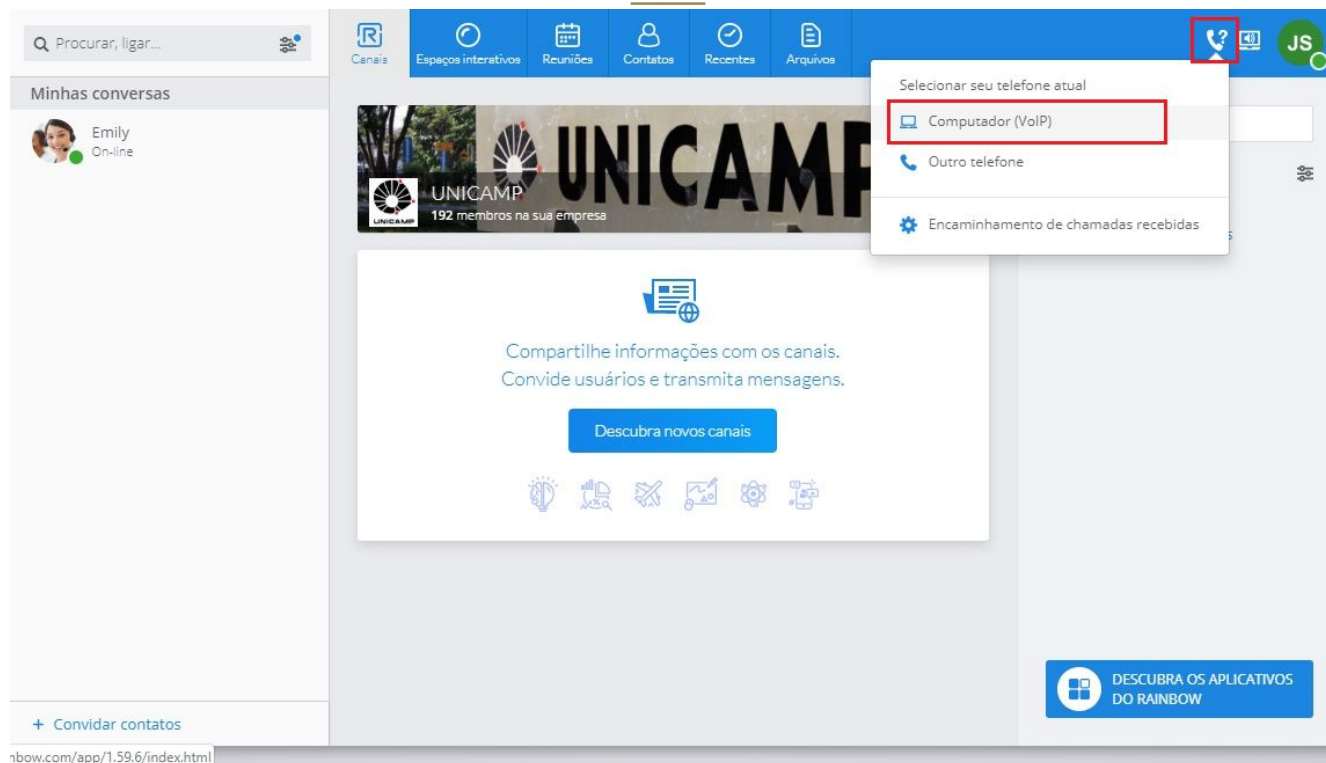 Procurar, ligar...
Canais
Espaços interativos
Reuniões
Contatos
Recentes
Arquivos
JS
Minhas conversas
Emily
On-line
UNICAMP
UNICAMP
UNICAMP
192 membros na sua empresa
Selecionar seu telefone atual
Computador (VoIP)
Outro telefone
Encaminhamento de chamadas recebidas
Compartilhe informações com os canais.
Convide usuários e transmita mensagens.
Descubra novos canais
DESCUBRA OS APLICATIVOS
DO RAINBOW
+ Convidar contatos
nbow.com/app/1.59.6/index.html